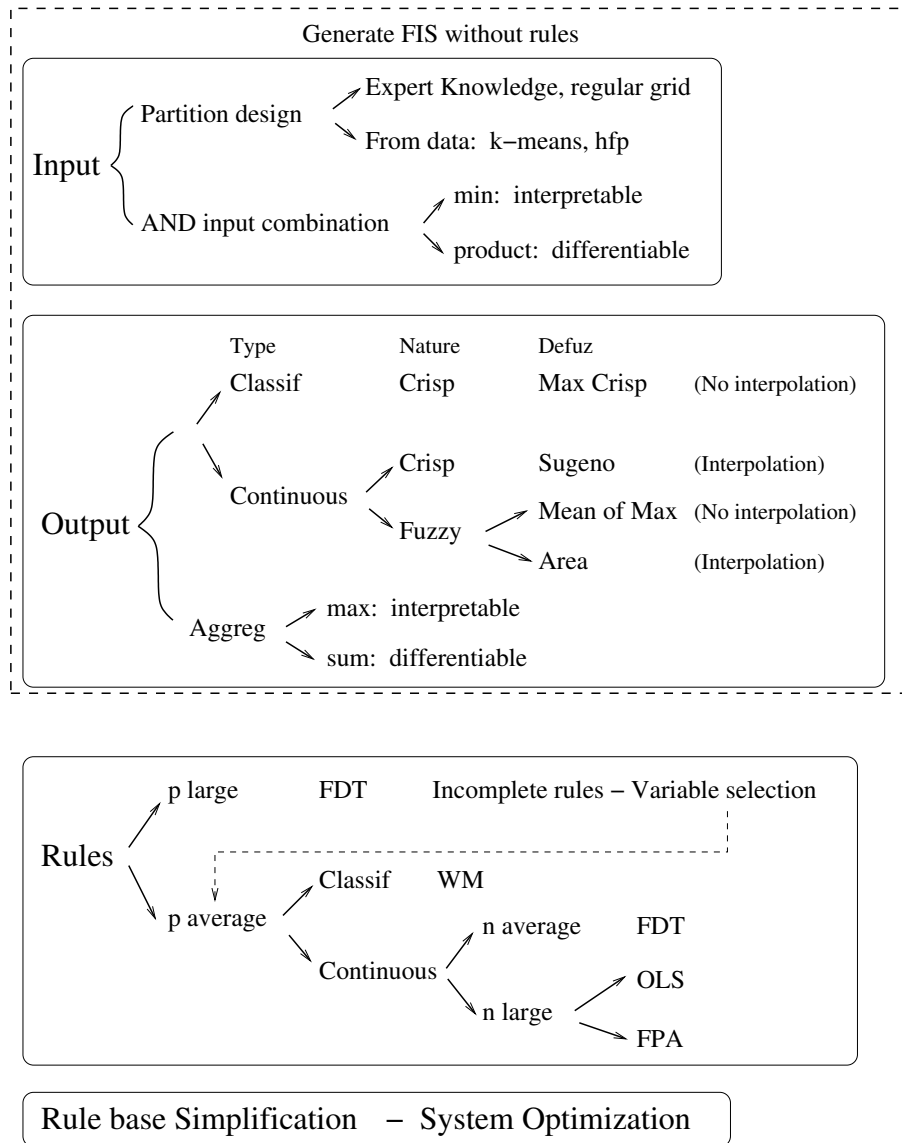 Generate FIS without rules
Expert Knowledge, regular grid
Partition design
From data: k−means, hfp
Input
min: interpretable
AND input combination
product: differentiable
Type Nature Defuz
Classif Crisp Max Crisp (No interpolation)
Crisp Sugeno (Interpolation)
Continuous
Mean of Max (No interpolation)
Output
Fuzzy
Area (Interpolation)
max: interpretable
Aggreg
sum: differentiable
p large FDT Incomplete rules − Variable selection
Rules
Classif WM
p average
n average FDT
Continuous
OLS
n large
FPA
Rule base Simplification − System Optimization